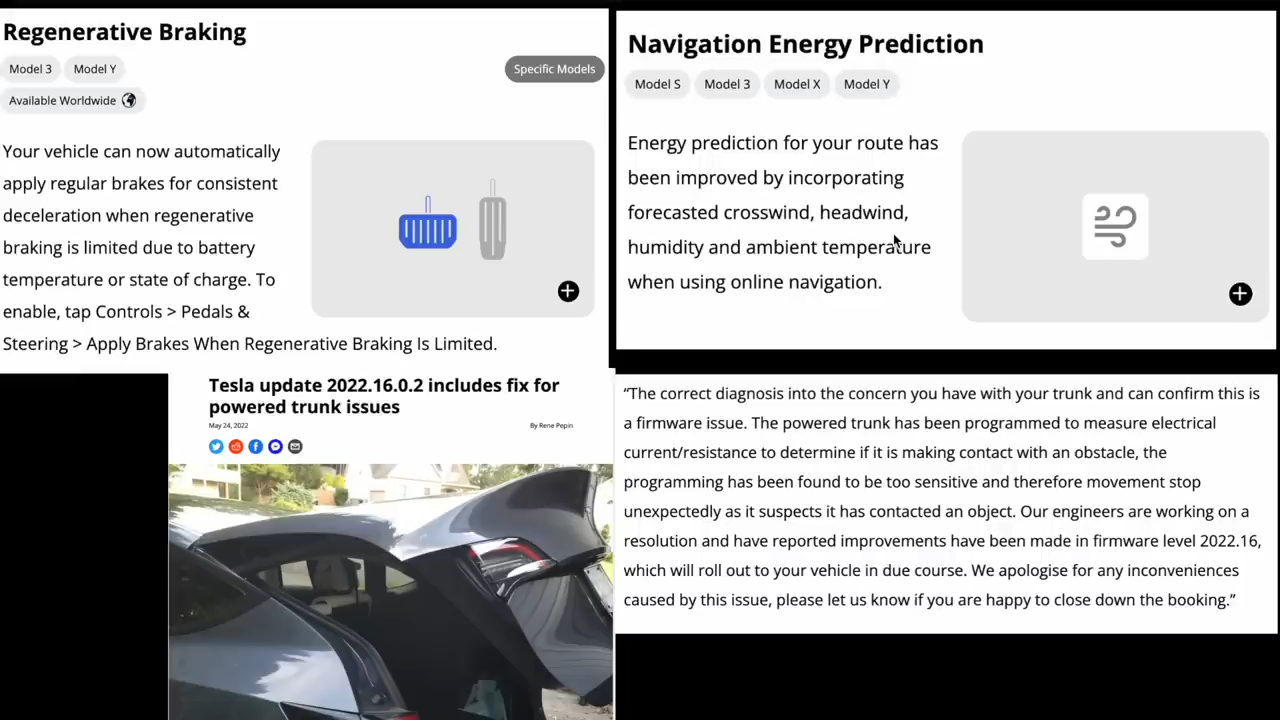 Regenerative Braking
Model 3
Model Y
Specific Models
Available Worldwide
Your vehicle can now automatically
apply regular brakes for consistent
deceleration when regenerative
braking is limited due to battery
temperature or state of charge. To
enable, tap Controls > Pedals &
Steering > Apply Brakes When Regenerative Braking Is Limited.
Navigation Energy Prediction
Model S
Model 3
Model X
Model Y
Energy prediction for your route has
been improved by incorporating
forecasted crosswind, headwind,
humidity and ambient temperature
when using online navigation.
Tesla update 2022.16.0.2 includes fix for
powered trunk issues
May 24, 2022
By Rene Pepin
“The correct diagnosis into the concern you have with your trunk and can confirm this is
a firmware issue. The powered trunk has been programmed to measure electrical
current/resistance to determine if it is making contact with an obstacle, the
programming has been found to be too sensitive and therefore movement stop
unexpectedly as it suspects it has contacted an object. Our engineers are working on a
resolution and have reported improvements have been made in firmware level 2022.16,
which will roll out to your vehicle in due course. We apologise for any inconveniences
caused by this issue, please let us know if you are happy to close down the booking.”